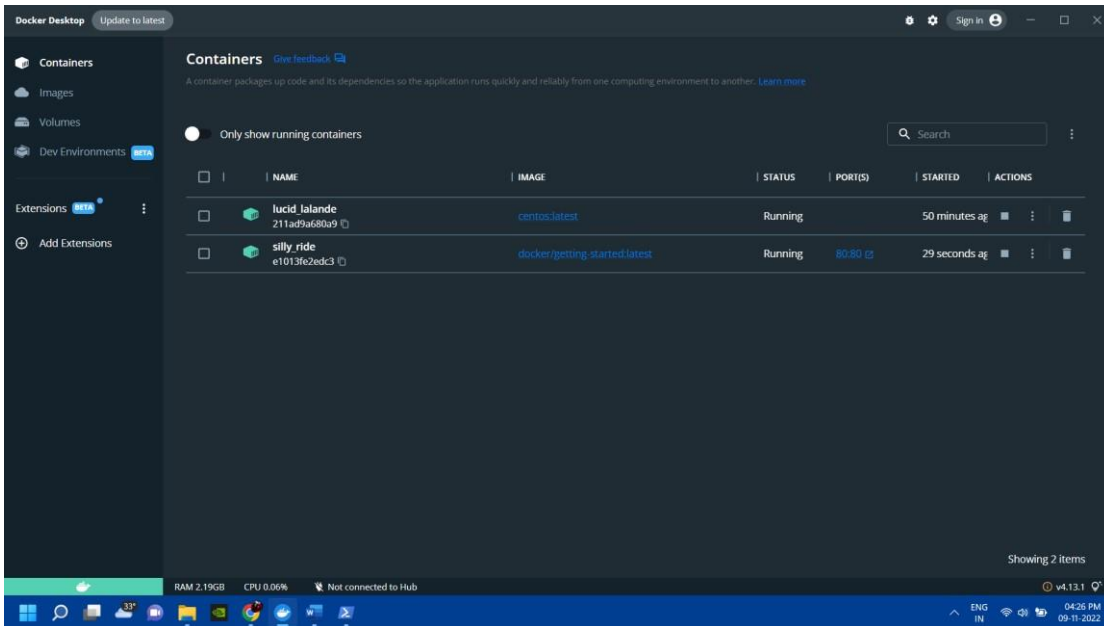 Docker Desktop Update to latest Sign in
Containers
Images
Volumes
Dev Environments BETA
Extensions BETA
Add Extensions
Containers Give feedback
A container packages up code and its dependencies so the application runs quickly and reliably from one computing environment to another. Learn more
Only show running containers Search
NAME IMAGE STATUS PORT(S) STARTED ACTIONS
lucid_lalande centos:latest Running 50 minutes ag
211ad9a680a9
silly_ride docker/getting-started:latest Running 80:80 29 seconds ag
e1013fe2edc3
Showing 2 items
RAM 2.19GB CPU 0.06% Not connected to Hub v4.13.1
33° W ENG 04:26 PM
IN 09-11-2022